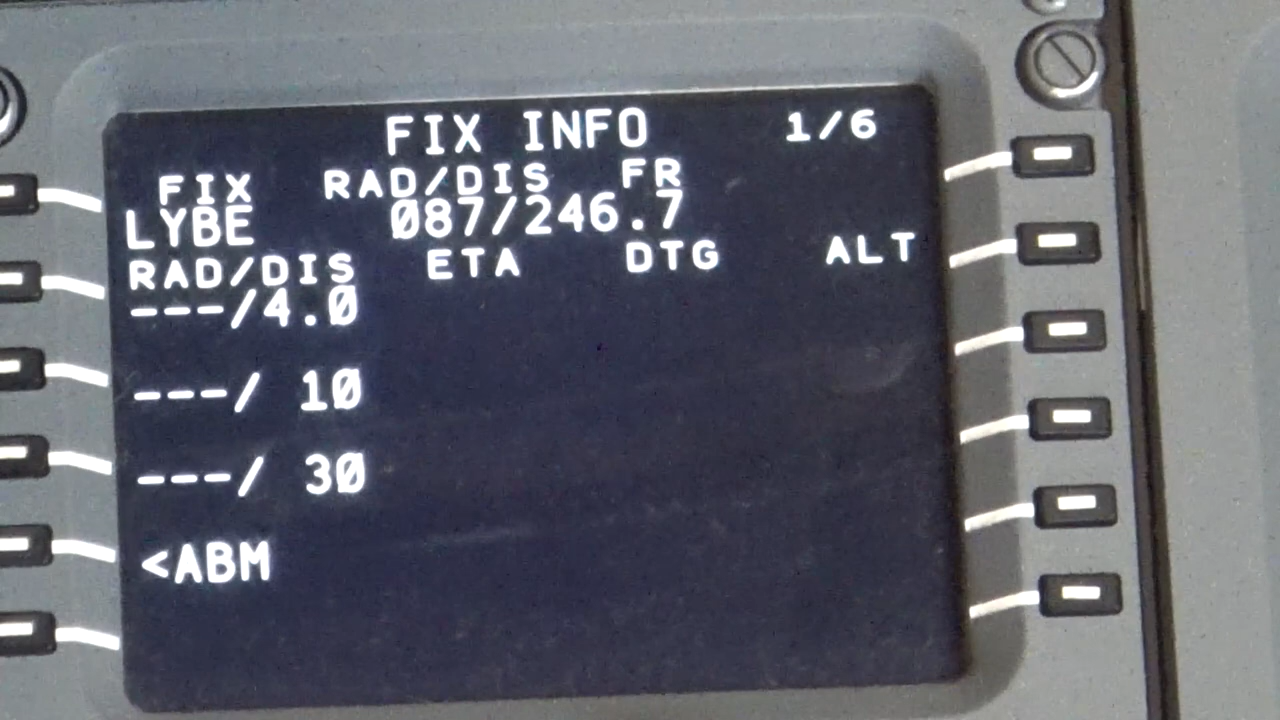 FIX INFO 1/6
FIX RAD/DIS FR
LYBE 087/246.7
RAD/DIS ETA DTG ALT
---/4.0
---/ 10
---/ 30
<ABM